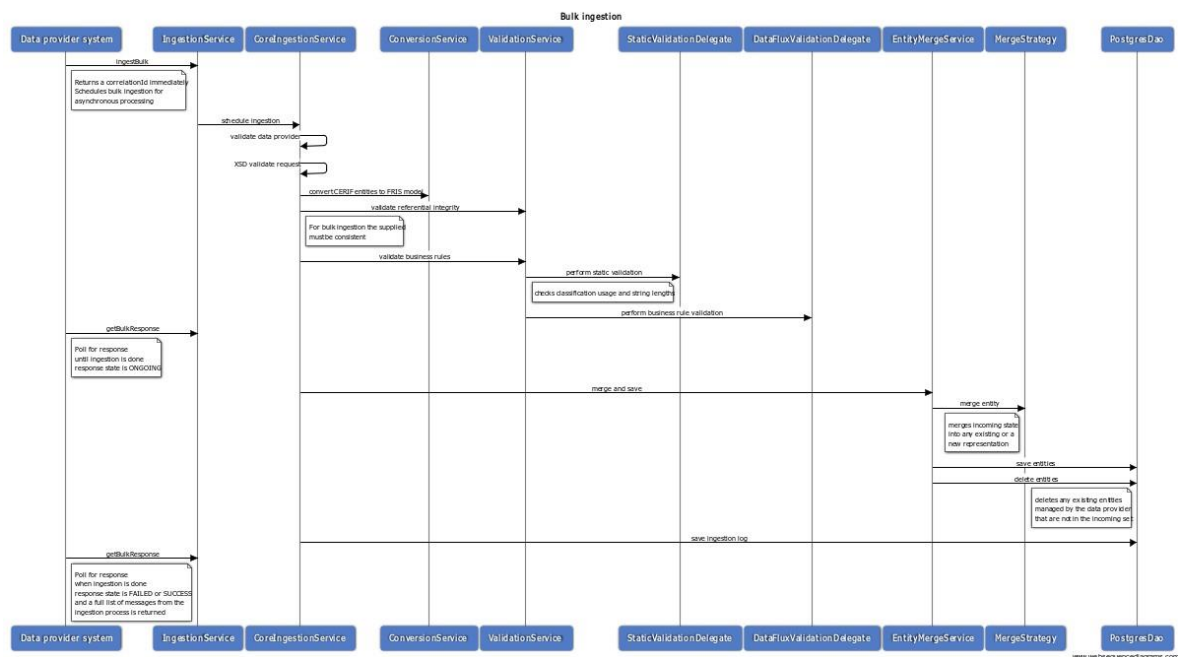 Bulk ingestion
Data provider system
IngestionService
CoreIngestionService
ConversionService
ValidationService
StaticValidationDelegate
DataFluxValidationDelegate
EntityMergeService
MergeStrategy
PostgresDao
ingestBulk
Returns a correlationId immediately
Schedules bulk ingestion for
asynchronous processing
schedule ingestion
validate data provider
XSD validate request
convert CERIF entities to FRIS model
validate referential integrity
For bulk ingestion the supplied
must be consistent
validate business rules
perform static validation
checks classification usage and string lengths
perform business rule validation
getBulkResponse
Poll for response
until ingestion is done
response state is ONGOING
merge and save
merge entity
merges incoming state
into any existing or a
new representation
save entities
delete entities
deletes any existing entities
managed by the data provider
that are not in the incoming set
save ingestion log
getBulkResponse
Poll for response
when ingestion is done
response state is FAILED or SUCCESS
and a full list of messages from the
ingestion process is returned
Data provider system
IngestionService
CoreIngestionService
ConversionService
ValidationService
StaticValidationDelegate
DataFluxValidationDelegate
EntityMergeService
MergeStrategy
PostgresDao
www.websequencediagrams.com